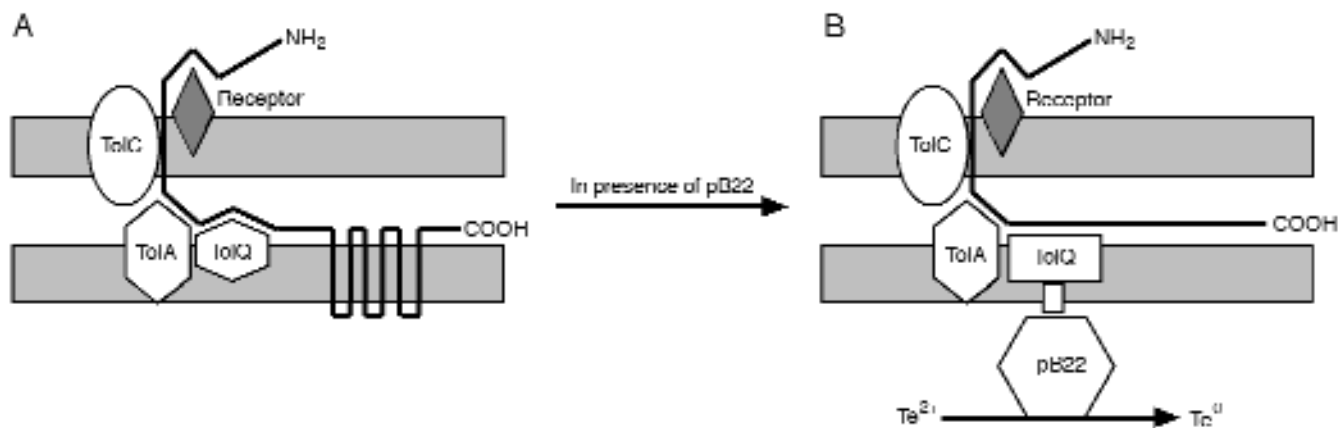 A
NH₂
Receptor
TolC
TolA
TolQ
COOH
In presence of pB22
B
NH₂
Receptor
TolC
TolA
TolQ
COOH
pB22
Te²⁺
Te⁰